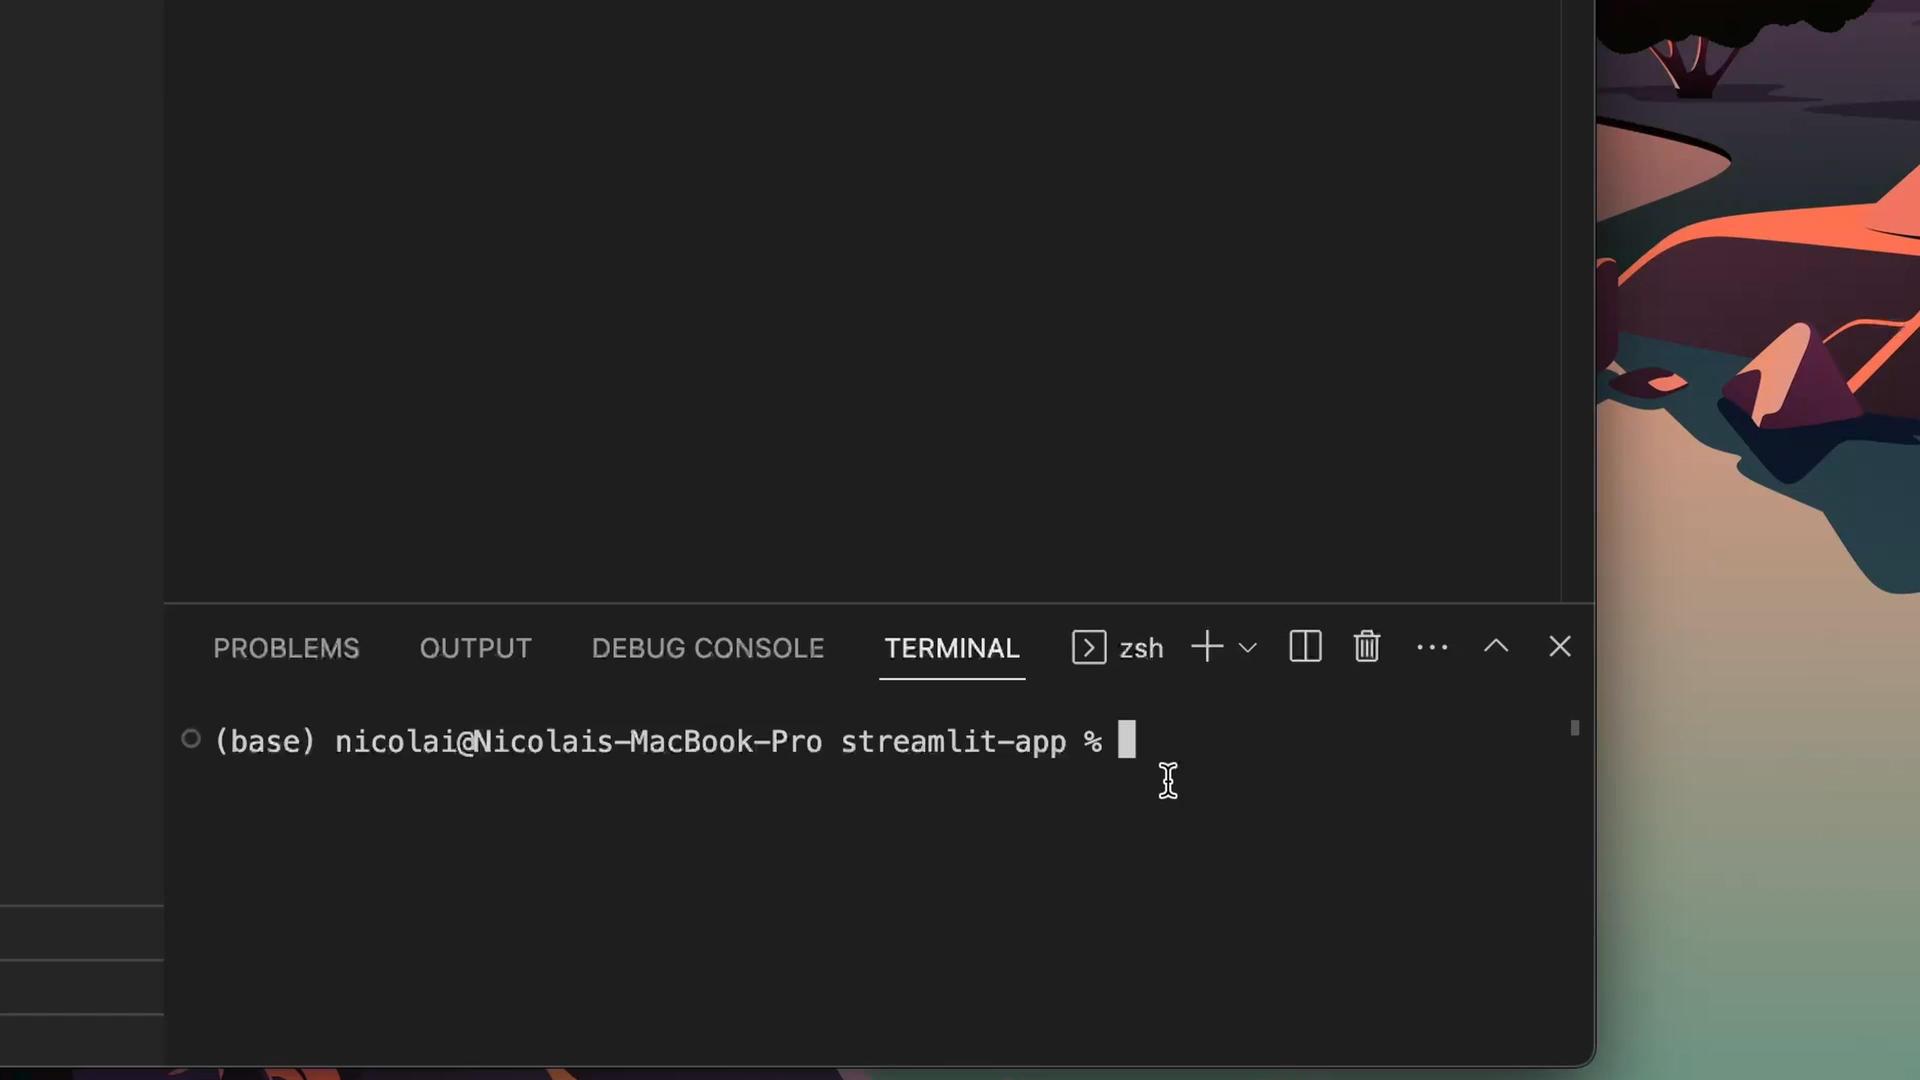 PROBLEMS OUTPUT DEBUG CONSOLE TERMINAL zsh
(base) nicolai@Nicolais-MacBook-Pro streamlit-app %